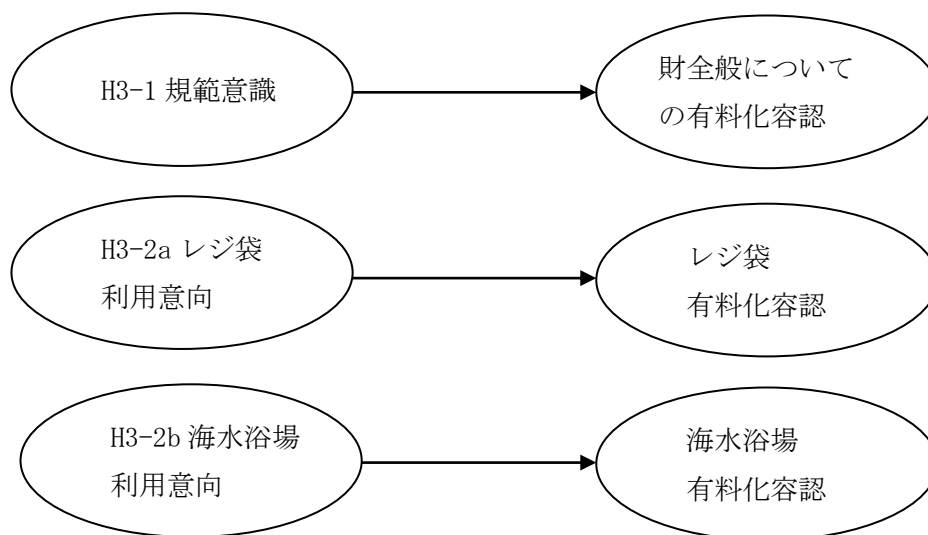 H3-1 規範意識
財全般について
の有料化容認
H3-2a レジ袋
利用意向
レジ袋
有料化容認
H3-2b 海水浴場
利用意向
海水浴場
有料化容認